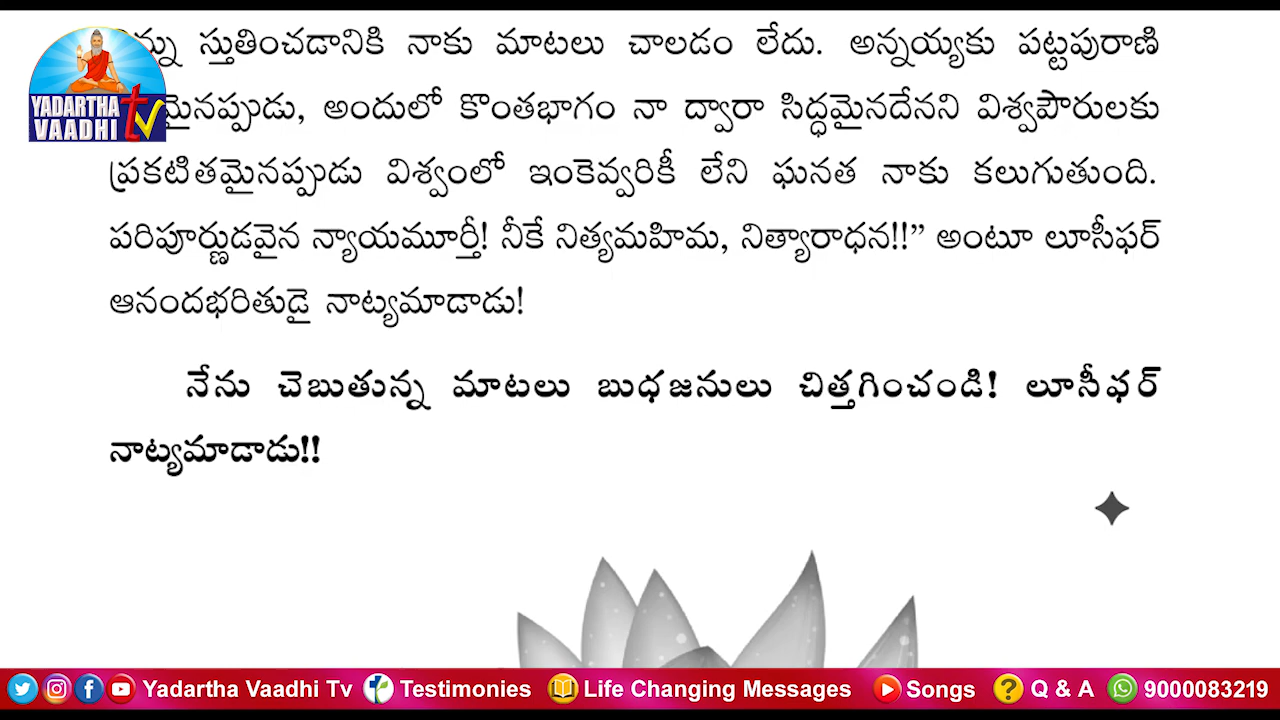 స్తుతించడానికి నాకు మాటలు చాలడం లేదు. అన్నయ్యకు పట్టపురాణి
అందులో కొంతభాగం నా ద్వారా సిద్ధమైనదేనని విశ్వపౌరులకు
ప్రకటితమైనప్పుడు విశ్వంలో ఇంకెవ్వరికీ లేని ఘనత నాకు కలుగుతుంది.
పరిపూర్ణుడవైన న్యాయమూర్తీ! నీకే నిత్యమహిమ, నిత్యారాధన!!” అంటూ లూసీఫర్
ఆనందభరితుడై నాట్యమాడాడు!
నేను చెబుతున్న మాటలు బుధజనులు చిత్తగించండి! లూసీఫర్
నాట్యమాడాడు!!
YADARTHA
VAADHI tv
Yadartha Vaadhi Tv Testimonies Life Changing Messages Songs Q & A 9000083219